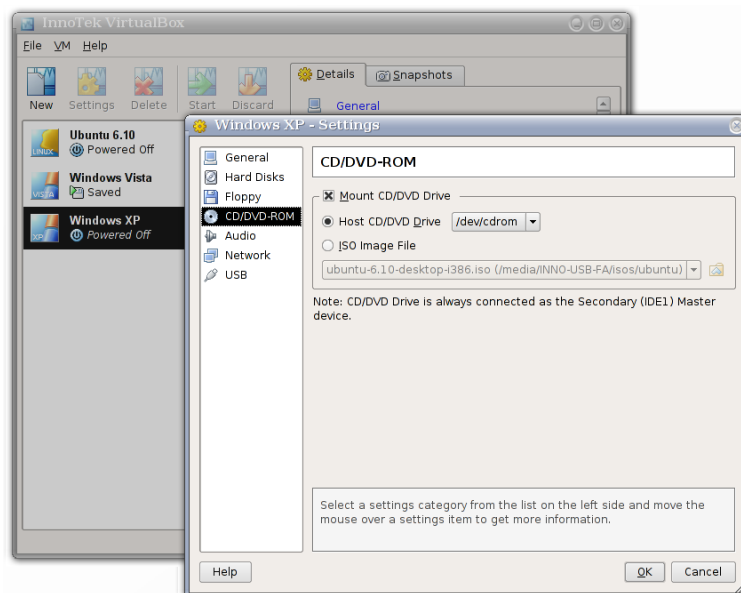 InnoTek VirtualBox
File VM Help
New Settings Delete Start Discard
Details Snapshots
General
Ubuntu 6.10
Powered Off
Windows Vista
Saved
Windows XP
Powered Off
LINUX
VISTA
XP
Windows XP - Settings
General
Hard Disks
Floppy
CD/DVD-ROM
Audio
Network
USB
CD/DVD-ROM
Mount CD/DVD Drive
Host CD/DVD Drive /dev/cdrom
ISO Image File
ubuntu-6.10-desktop-i386.iso (/media/INNO-USB-FA/isos/ubuntu)
Note: CD/DVD Drive is always connected as the Secondary (IDE1) Master
device.
Select a settings category from the list on the left side and move the
mouse over a settings item to get more information.
Help OK Cancel